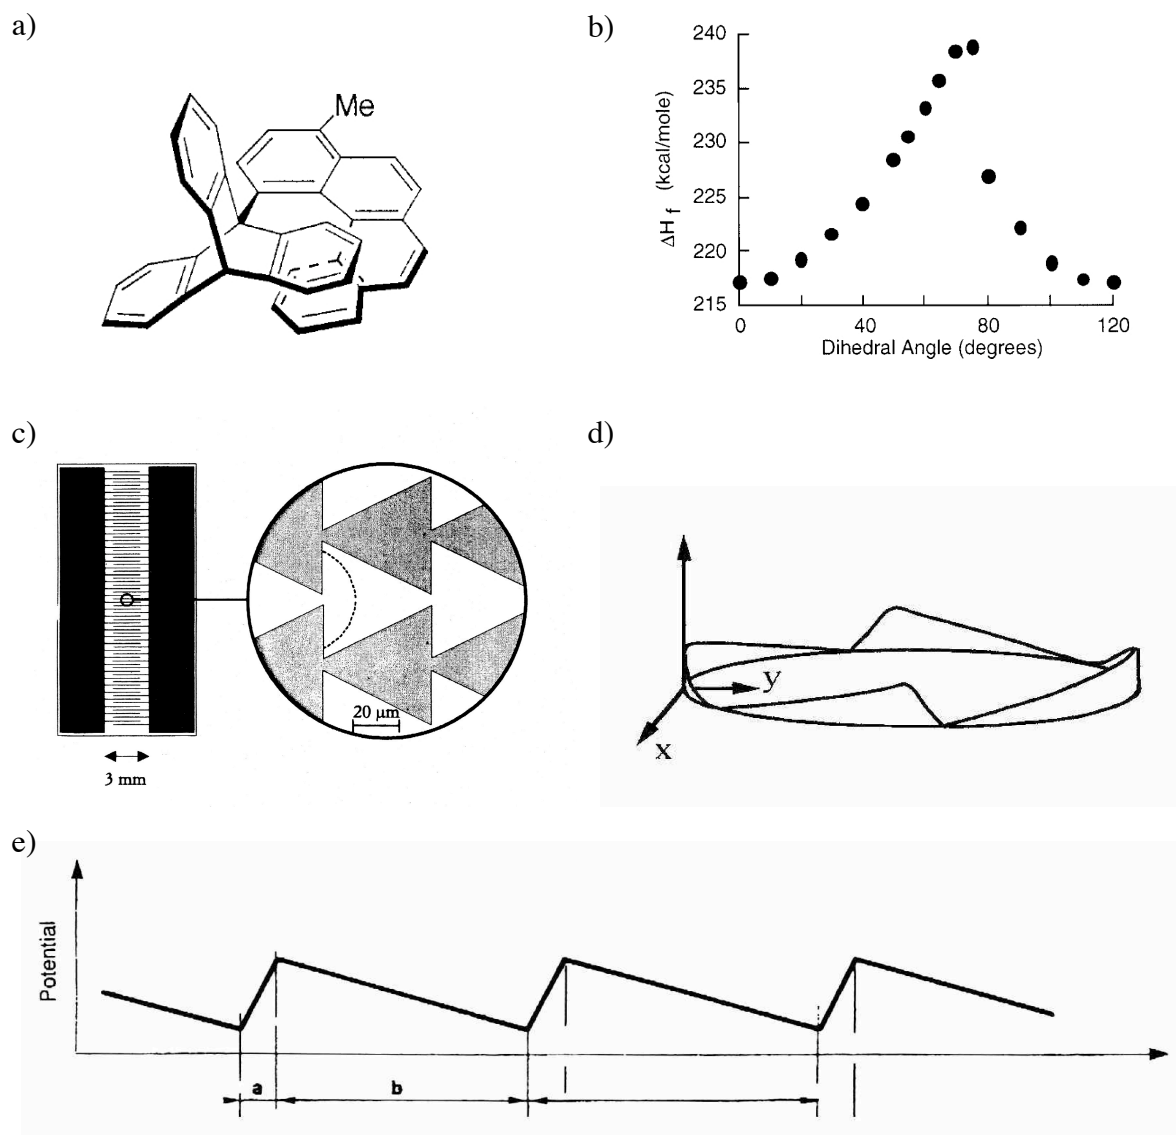 a)
Me
b)
240
235
230
225
220
215
ΔH f (kcal/mole)
0
40
80
120
Dihedral Angle (degrees)
c)
20 μm
3 mm
d)
y
x
e)
Potential
a
b